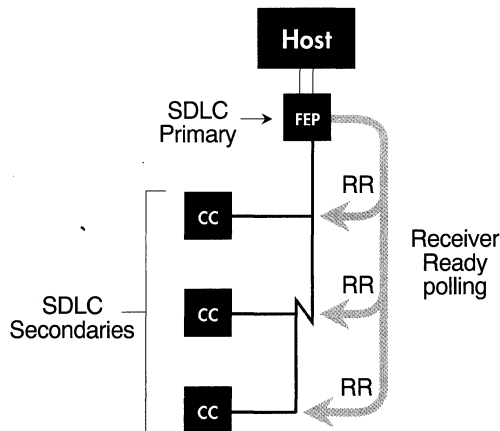 Host
SDLC
Primary
FEP
RR
CC
Receiver
Ready
polling
RR
SDLC
Secondaries
CC
RR
CC